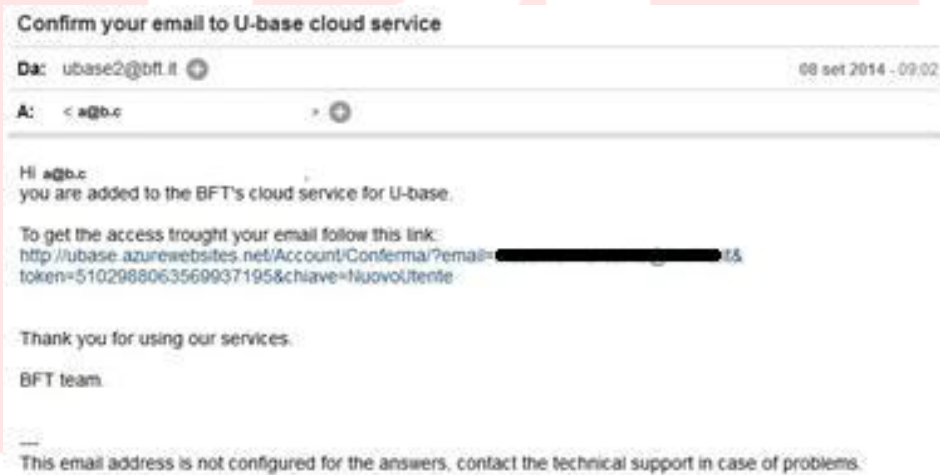 Confirm your email to U-base cloud service
Da: ubase2@bft.it
08 set 2014 - 09:02
A: < a@b.c >
Hi a@b.c ,
you are added to the BFT's cloud service for U-base.
To get the access trought your email follow this link:
http://ubase.azurewebsites.net/Account/Conferma/?email= t&
token=5102988063569937195&chiave=NuovoUtente
Thank you for using our services.
BFT team.
---
This email address is not configured for the answers, contact the technical support in case of problems.